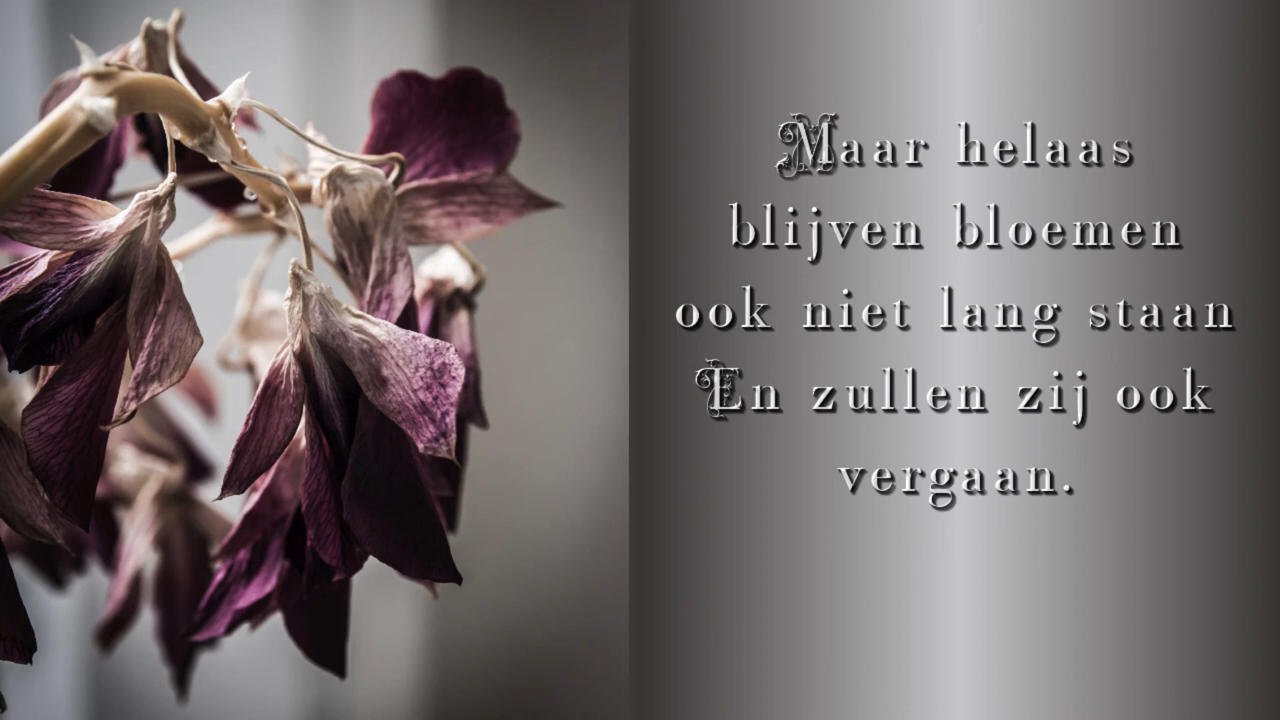 Maar helaas
blijven bloemen
ook niet lang staan
En zullen zij ook
vergaan.